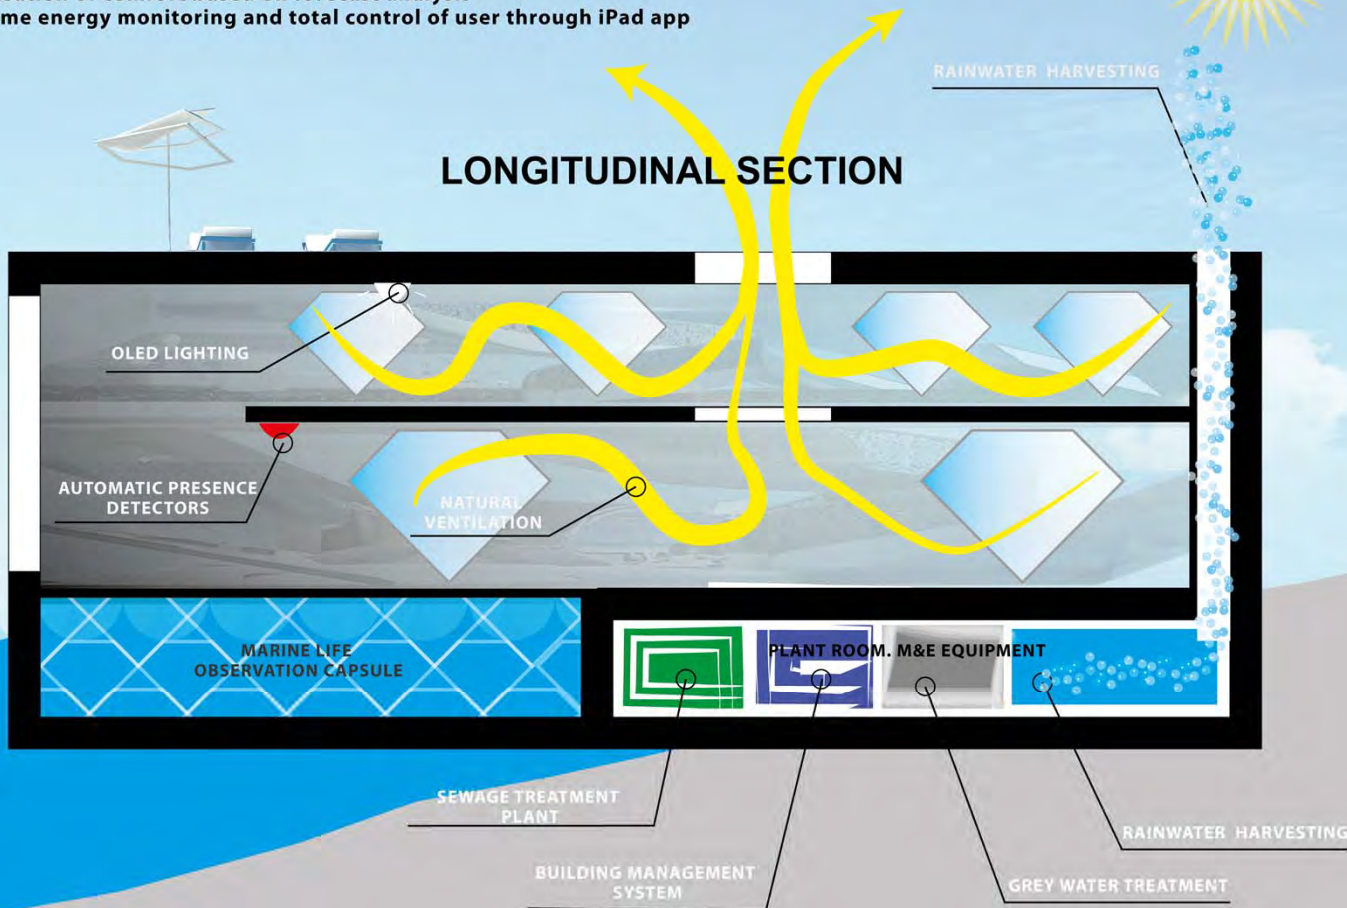 me energy monitoring and total control of user through iPad app
RAINWATER HARVESTING
LONGITUDINAL SECTION
OLED LIGHTING
AUTOMATIC PRESENCE
DETECTORS
NATURAL
VENTILATION
MARINE LIFE
OBSERVATION CAPSULE
PLANT ROOM. M&E EQUIPMENT
SEWAGE TREATMENT
PLANT
RAINWATER HARVESTING
BUILDING MANAGEMENT
SYSTEM
GREY WATER TREATMENT